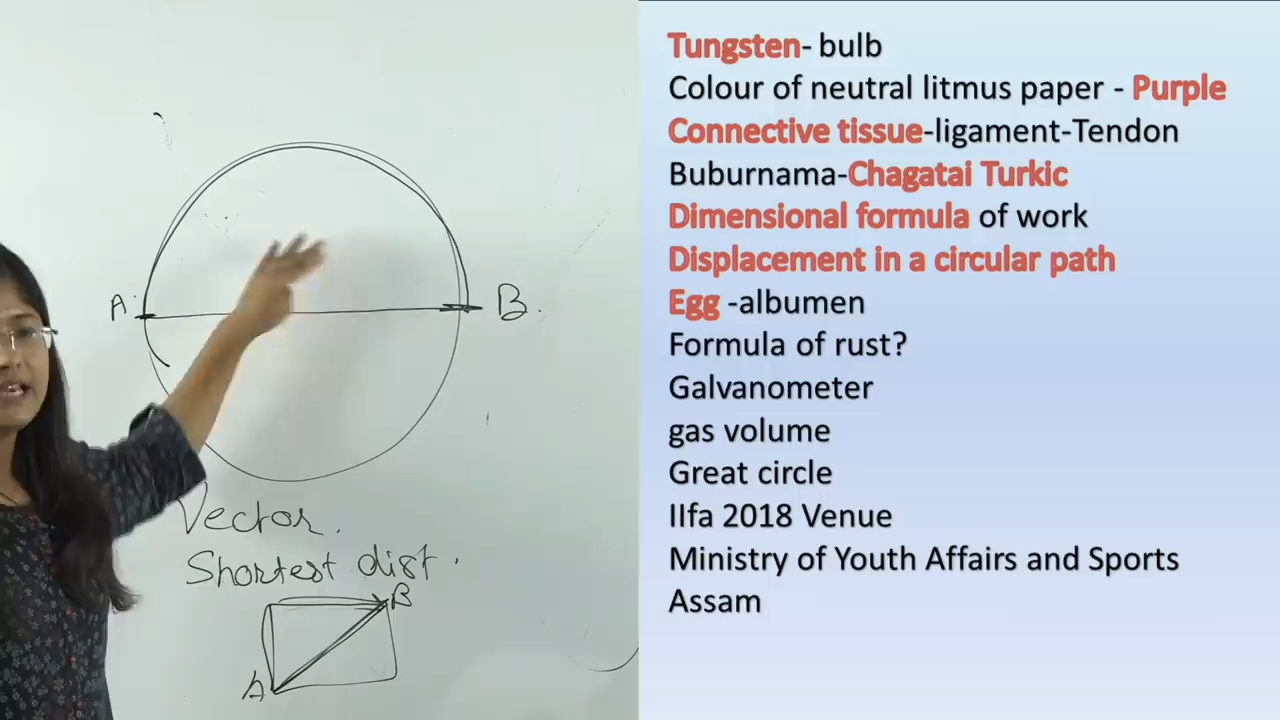 A
B.
Vector.
Shortest dist.
B
A
Tungsten- bulb
Colour of neutral litmus paper - Purple
Connective tissue-ligament-Tendon
Buburnama-Chagatai Turkic
Dimensional formula of work
Displacement in a circular path
Egg -albumen
Formula of rust?
Galvanometer
gas volume
Great circle
IIfa 2018 Venue
Ministry of Youth Affairs and Sports
Assam